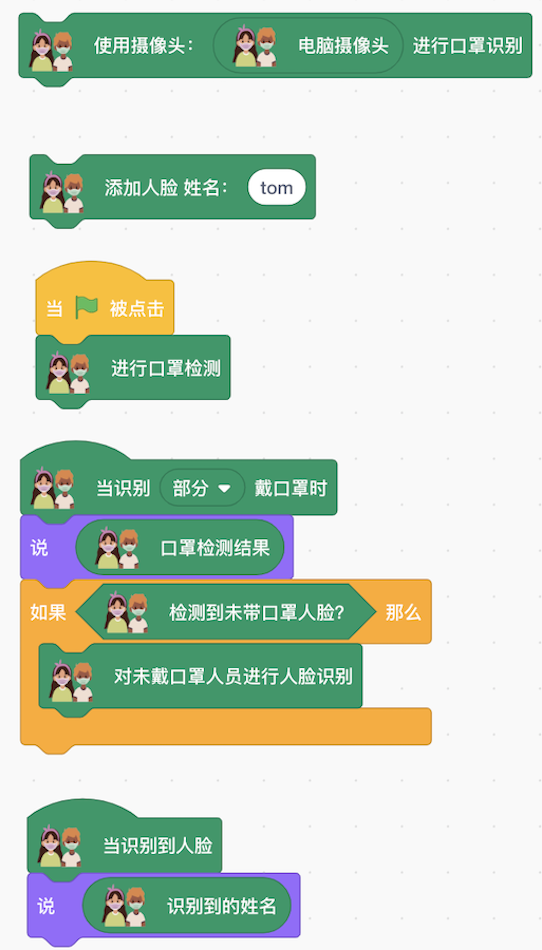 使用摄像头： 电脑摄像头 进行口罩识别
添加人脸 姓名： tom
当 被点击
进行口罩检测
当识别 部分 戴口罩时
说 口罩检测结果
如果 检测到未带口罩人脸？ 那么
对未戴口罩人员进行人脸识别
当识别到人脸
说 识别到的姓名